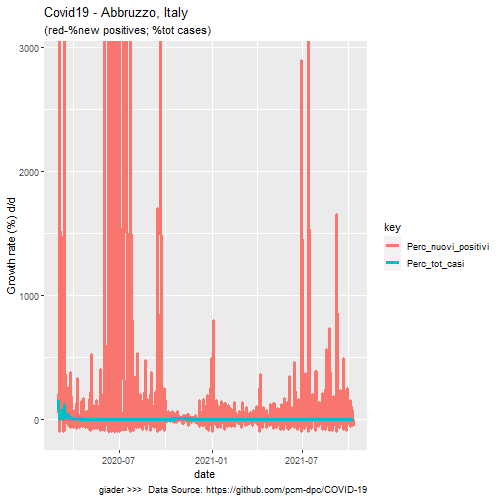 Covid19 - Abbruzzo, Italy
(red-%new positives; %tot cases)
3000
2000
1000
0
Growth rate (%) d/d
2020-07
2021-01
2021-07
date
key
Perc_nuovi_positivi
Perc_tot_casi
giader >>>  Data Source: https://github.com/pcm-dpc/COVID-19